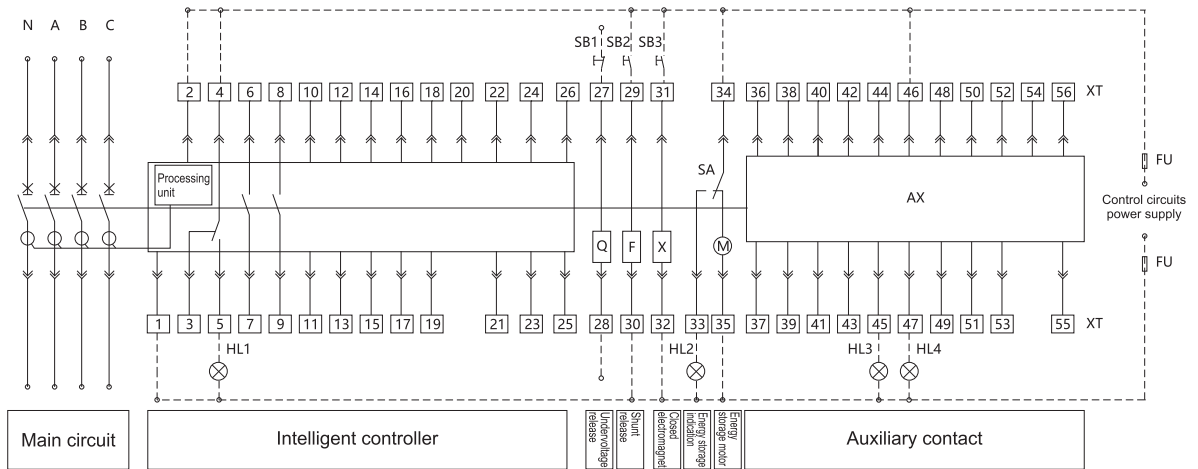 N A B C
SB1 SB2 SB3
2 4 6 8 10 12 14 16 18 20 22 24 26 27 29 31 34 36 38 40 42 44 46 48 50 52 54 56 XT
FU
Processing
unit
SA
AX
Control circuits
power supply
Q F X M
FU
1 3 5 7 9 11 13 15 17 19 21 23 25 28 30 32 33 35 37 39 41 43 45 47 49 51 53 55 XT
HL1 HL2 HL3 HL4
Main circuit
Intelligent controller
Undervoltage
release
Shunt
release
Closed
electromagnet
Energy storage
indication
Energy
storage motor
Auxiliary contact